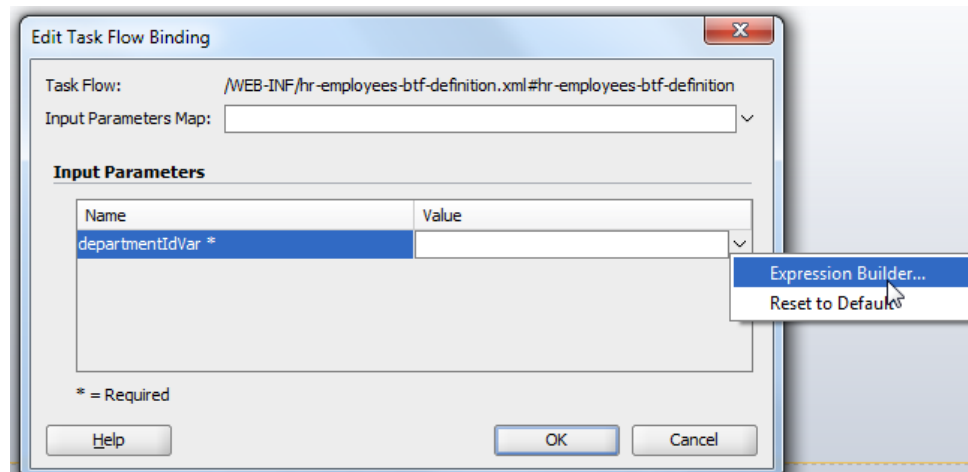 Edit Task Flow Binding
Task Flow: /WEB-INF/hr-employees-btf-definition.xml#hr-employees-btf-definition
Input Parameters Map:
Input Parameters
Name Value
departmentIdVar *
Expression Builder...
Reset to Default
* = Required
Help OK Cancel